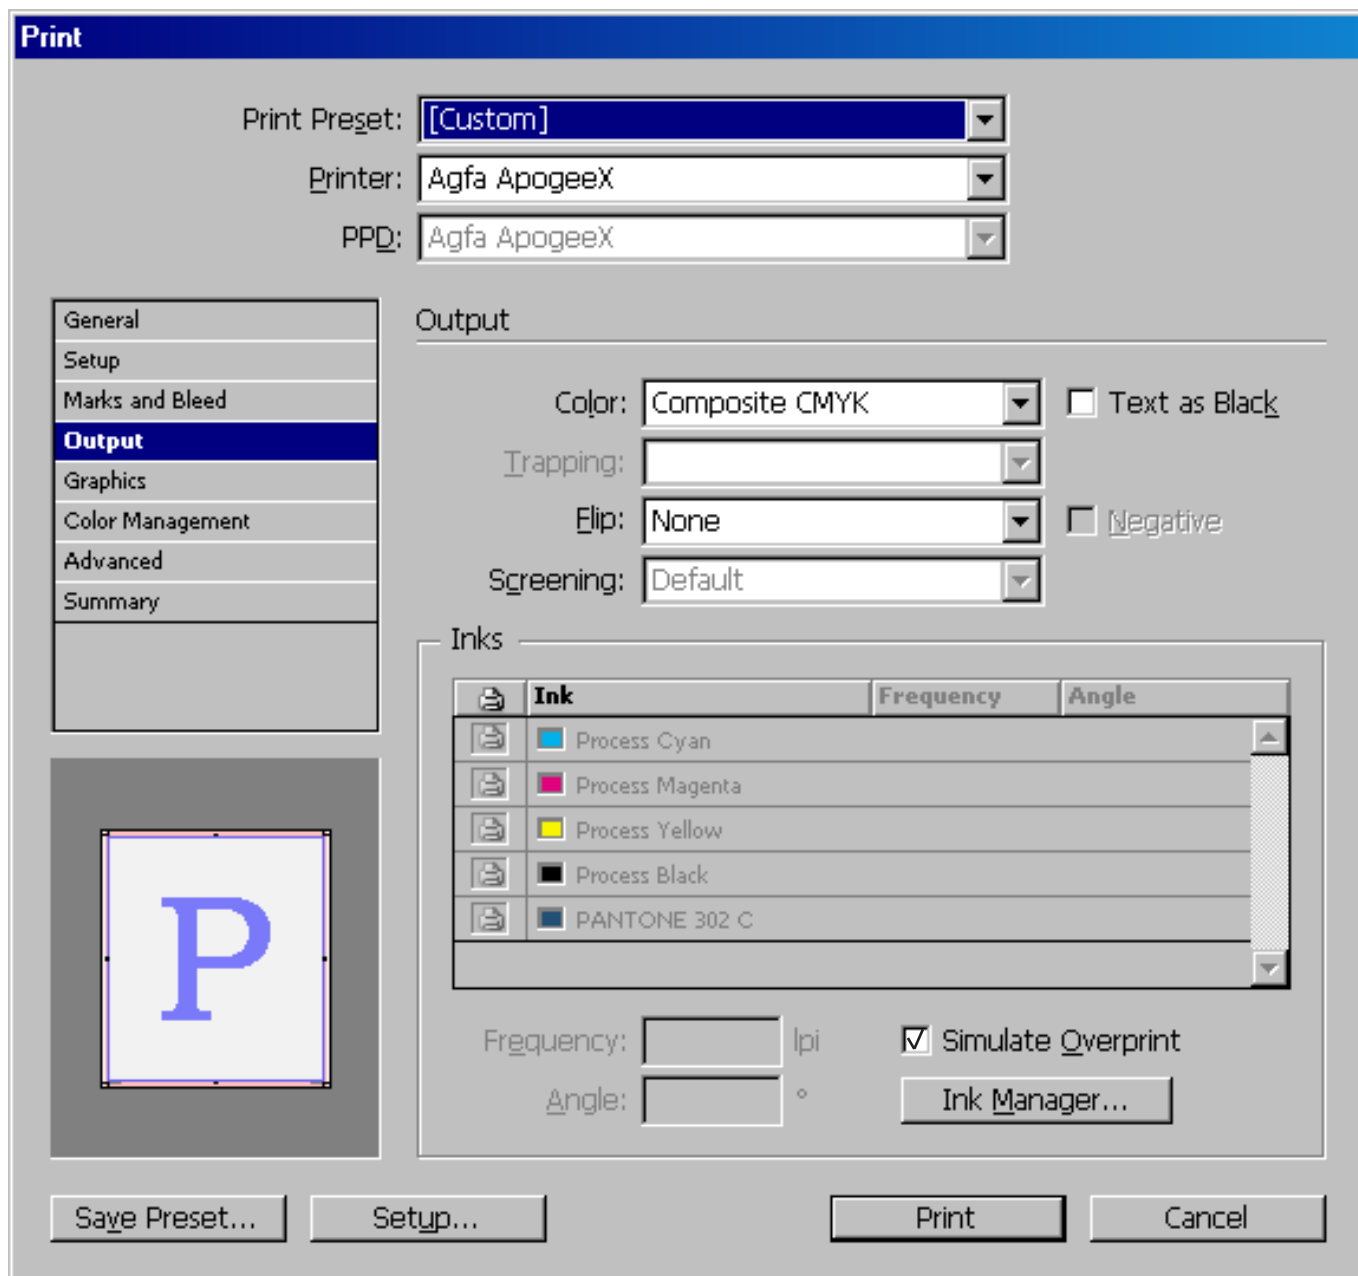 Print
Print Preset: [Custom]
Printer: Agfa ApogeeX
PPD: Agfa ApogeeX
General
Setup
Marks and Bleed
Output
Graphics
Color Management
Advanced
Summary
P
Output
Color: Composite CMYK Text as Black
Trapping:
Flip: None Negative
Screening: Default
Inks
Ink Frequency Angle
Process Cyan
Process Magenta
Process Yellow
Process Black
PANTONE 302 C
Frequency: lpi Simulate Overprint
Angle: ° Ink Manager...
Save Preset... Setup... Print Cancel